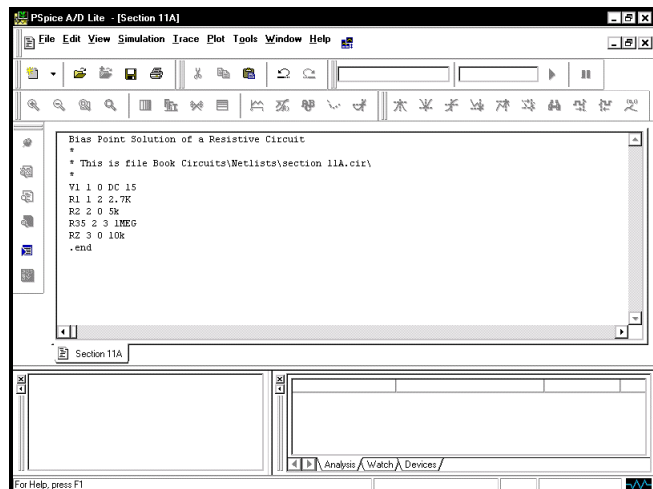 PSpice A/D Lite - [Section 11A]
File Edit View Simulation Trace Plot Tools Window Help
Bias Point Solution of a Resistive Circuit
*
* This is file Book Circuits\Netlists\section 11A.cir\
*
V1 1 0 DC 15
R1 1 2 2.7K
R2 2 0 5k
R35 2 3 1MEG
RZ 3 0 10k
.end
Section 11A
Analysis Watch Devices
For Help, press F1